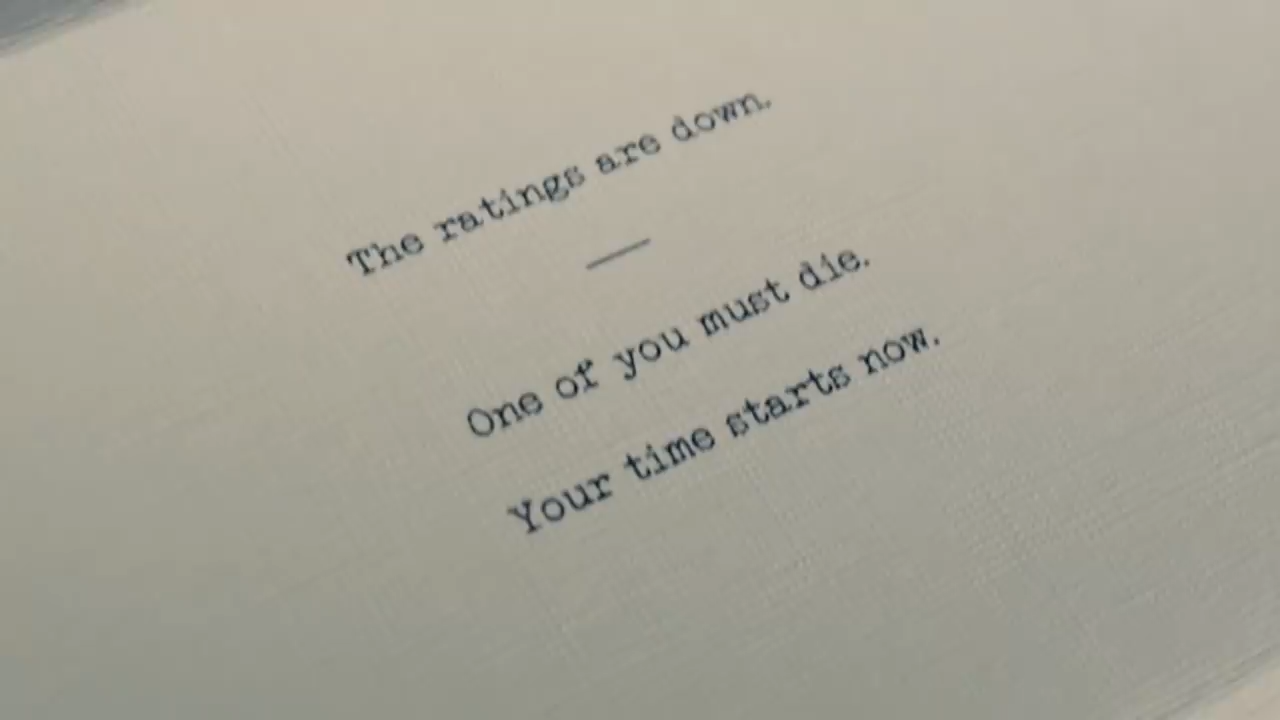 The ratings are down.
—
One of you must die.
Your time starts now.